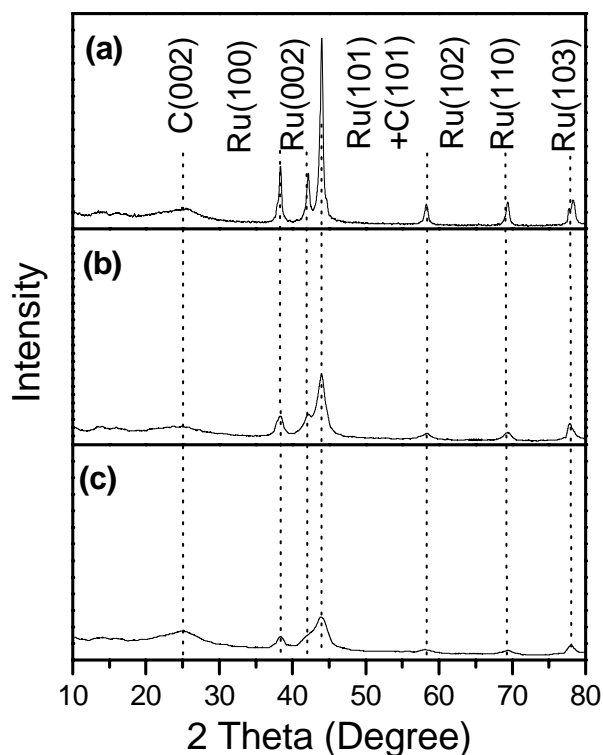 (a)
C(002)
Ru(100)
Ru(002)
Ru(101)
+C(101)
Ru(102)
Ru(110)
Ru(103)
(b)
(c)
Intensity
10 20 30 40 50 60 70 80
2 Theta (Degree)